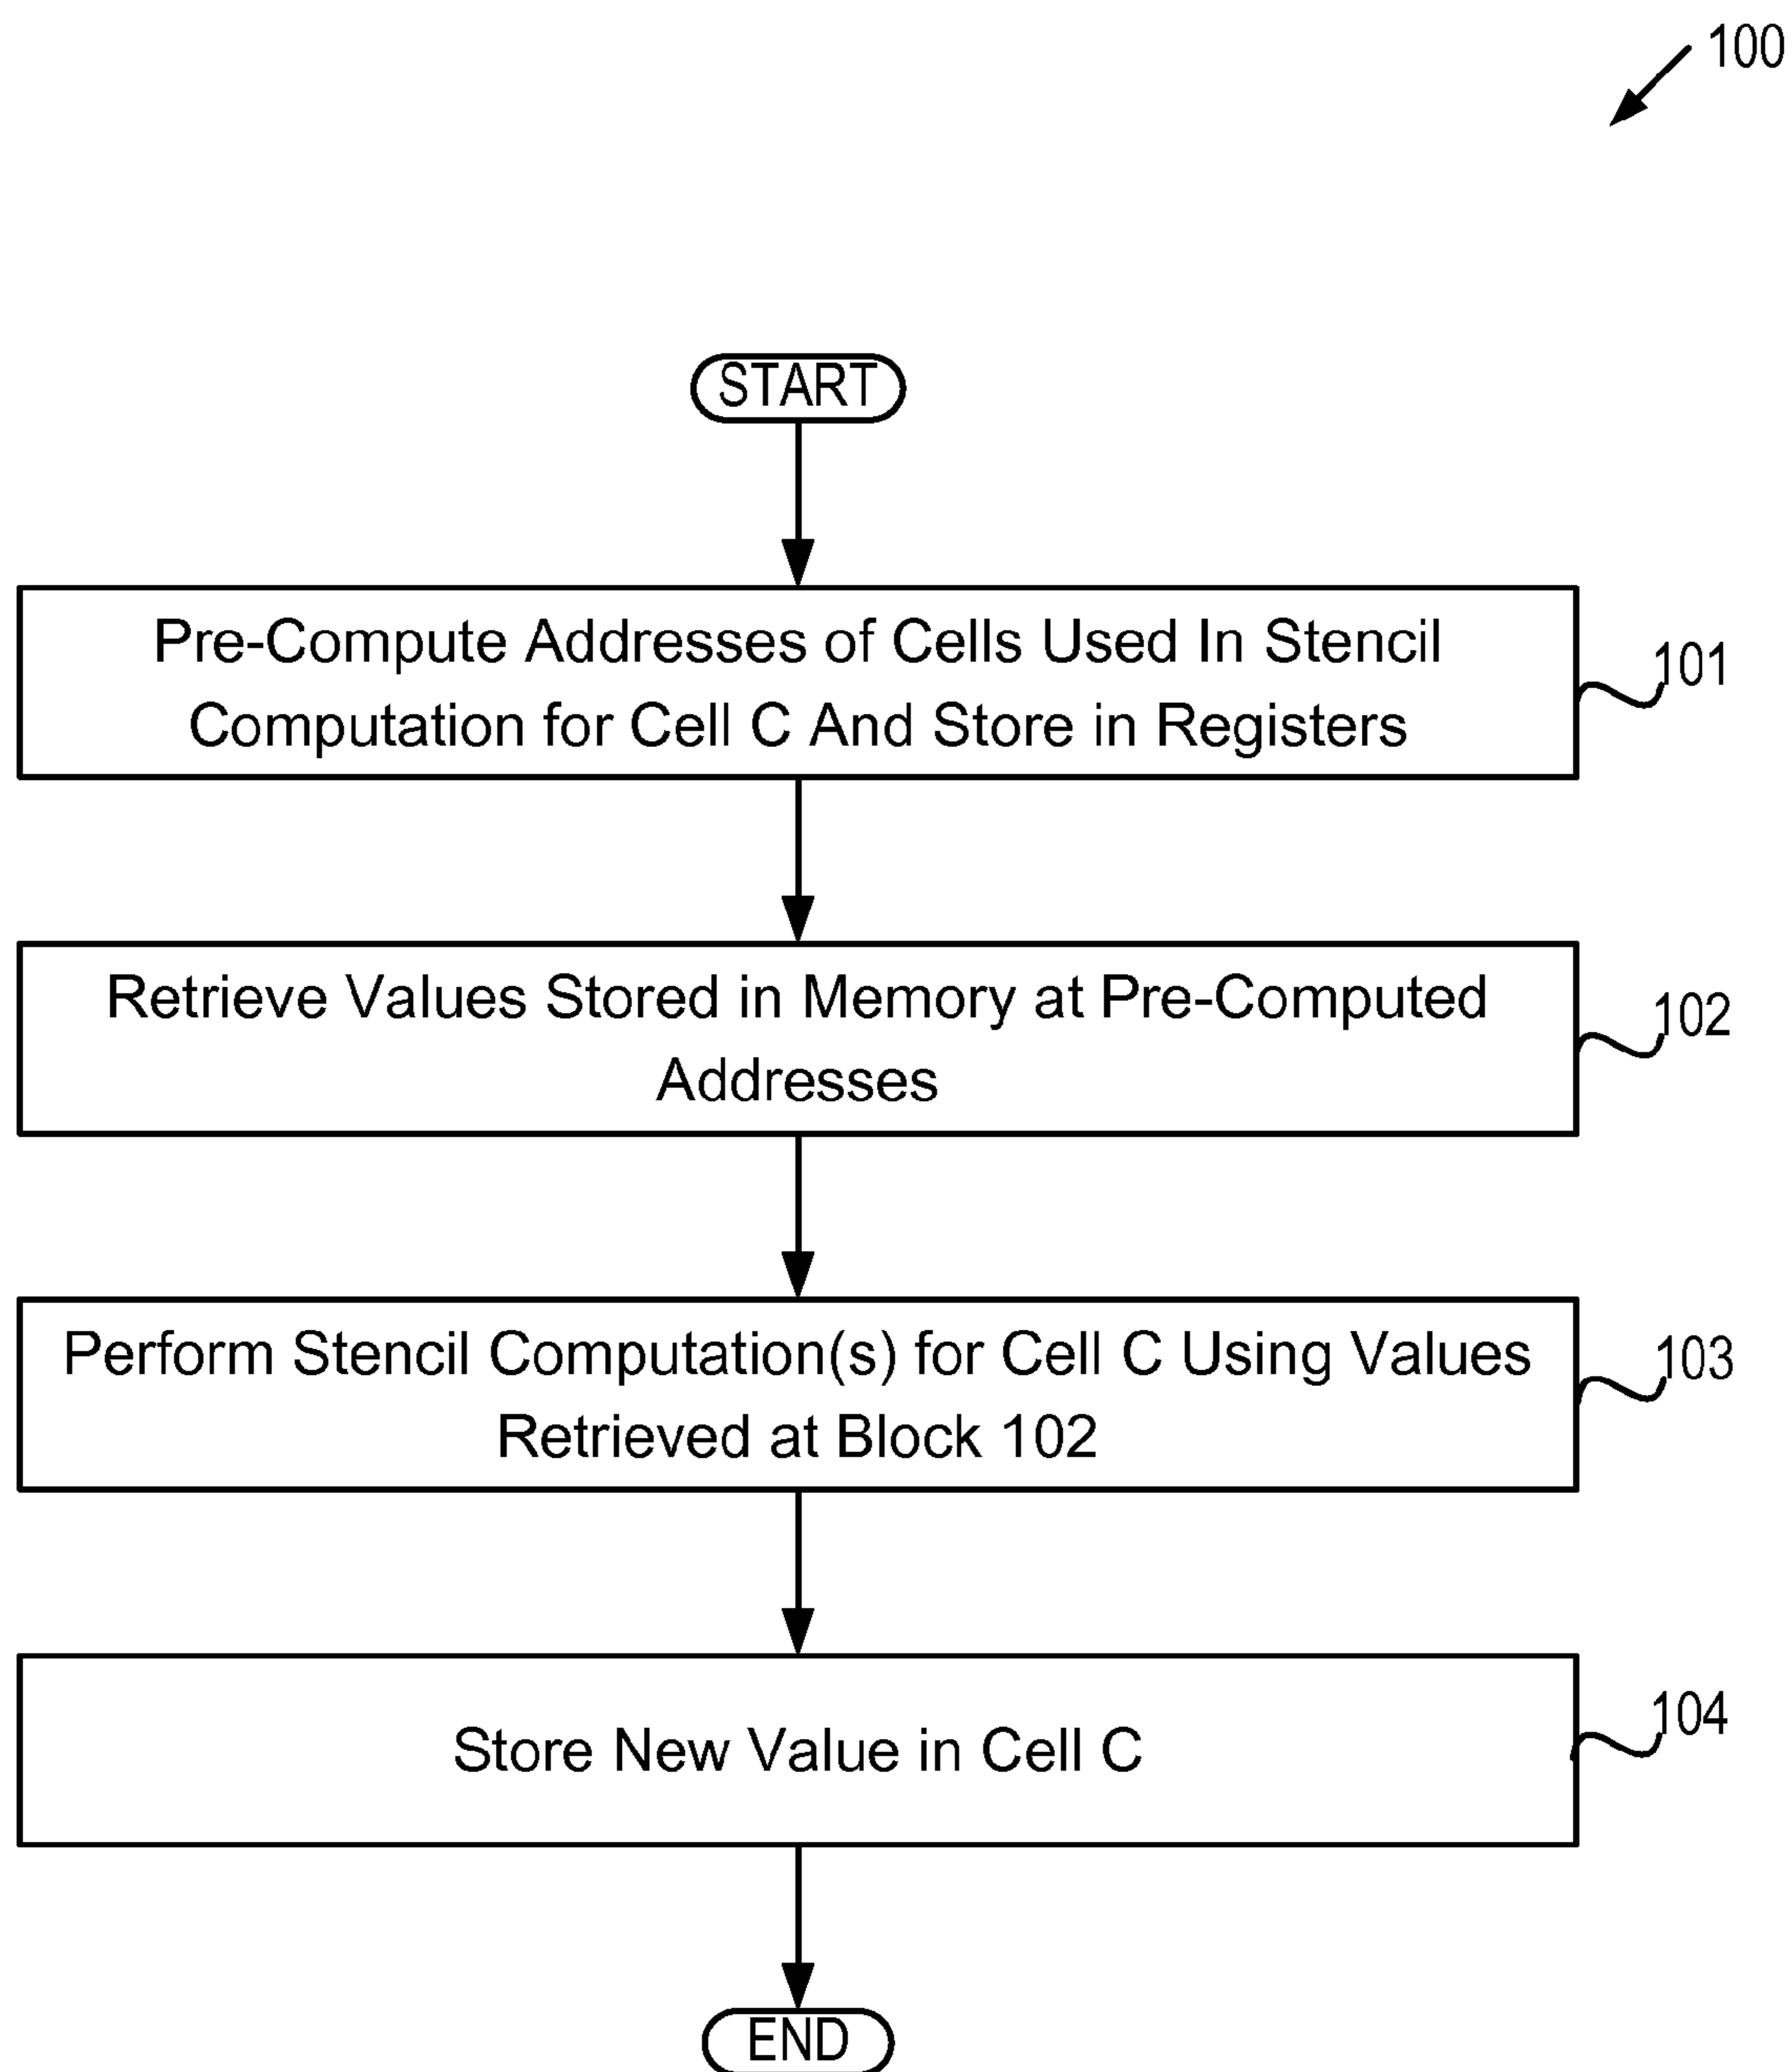 100
START
Pre-Compute Addresses of Cells Used In Stencil
Computation for Cell C And Store in Registers
101
Retrieve Values Stored in Memory at Pre-Computed
Addresses
102
Perform Stencil Computation(s) for Cell C Using Values
Retrieved at Block 102
103
Store New Value in Cell C
104
END